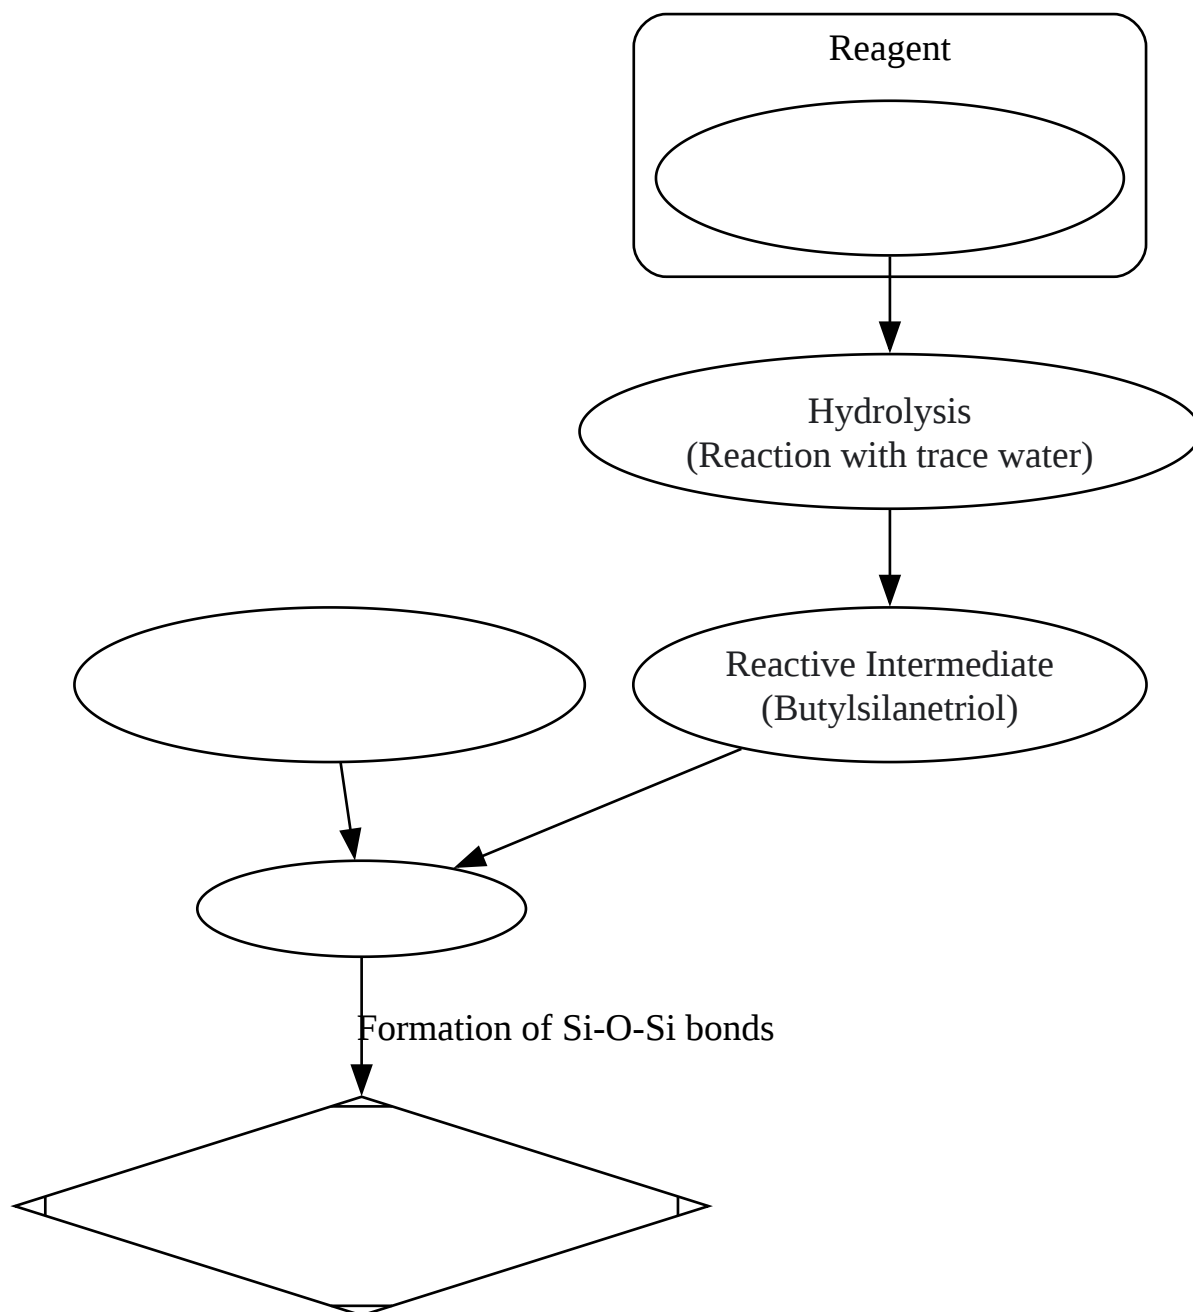 Reagent
Hydrolysis
(Reaction with trace water)
Reactive Intermediate
(Butylsilanetriol)
Formation of Si-O-Si bonds